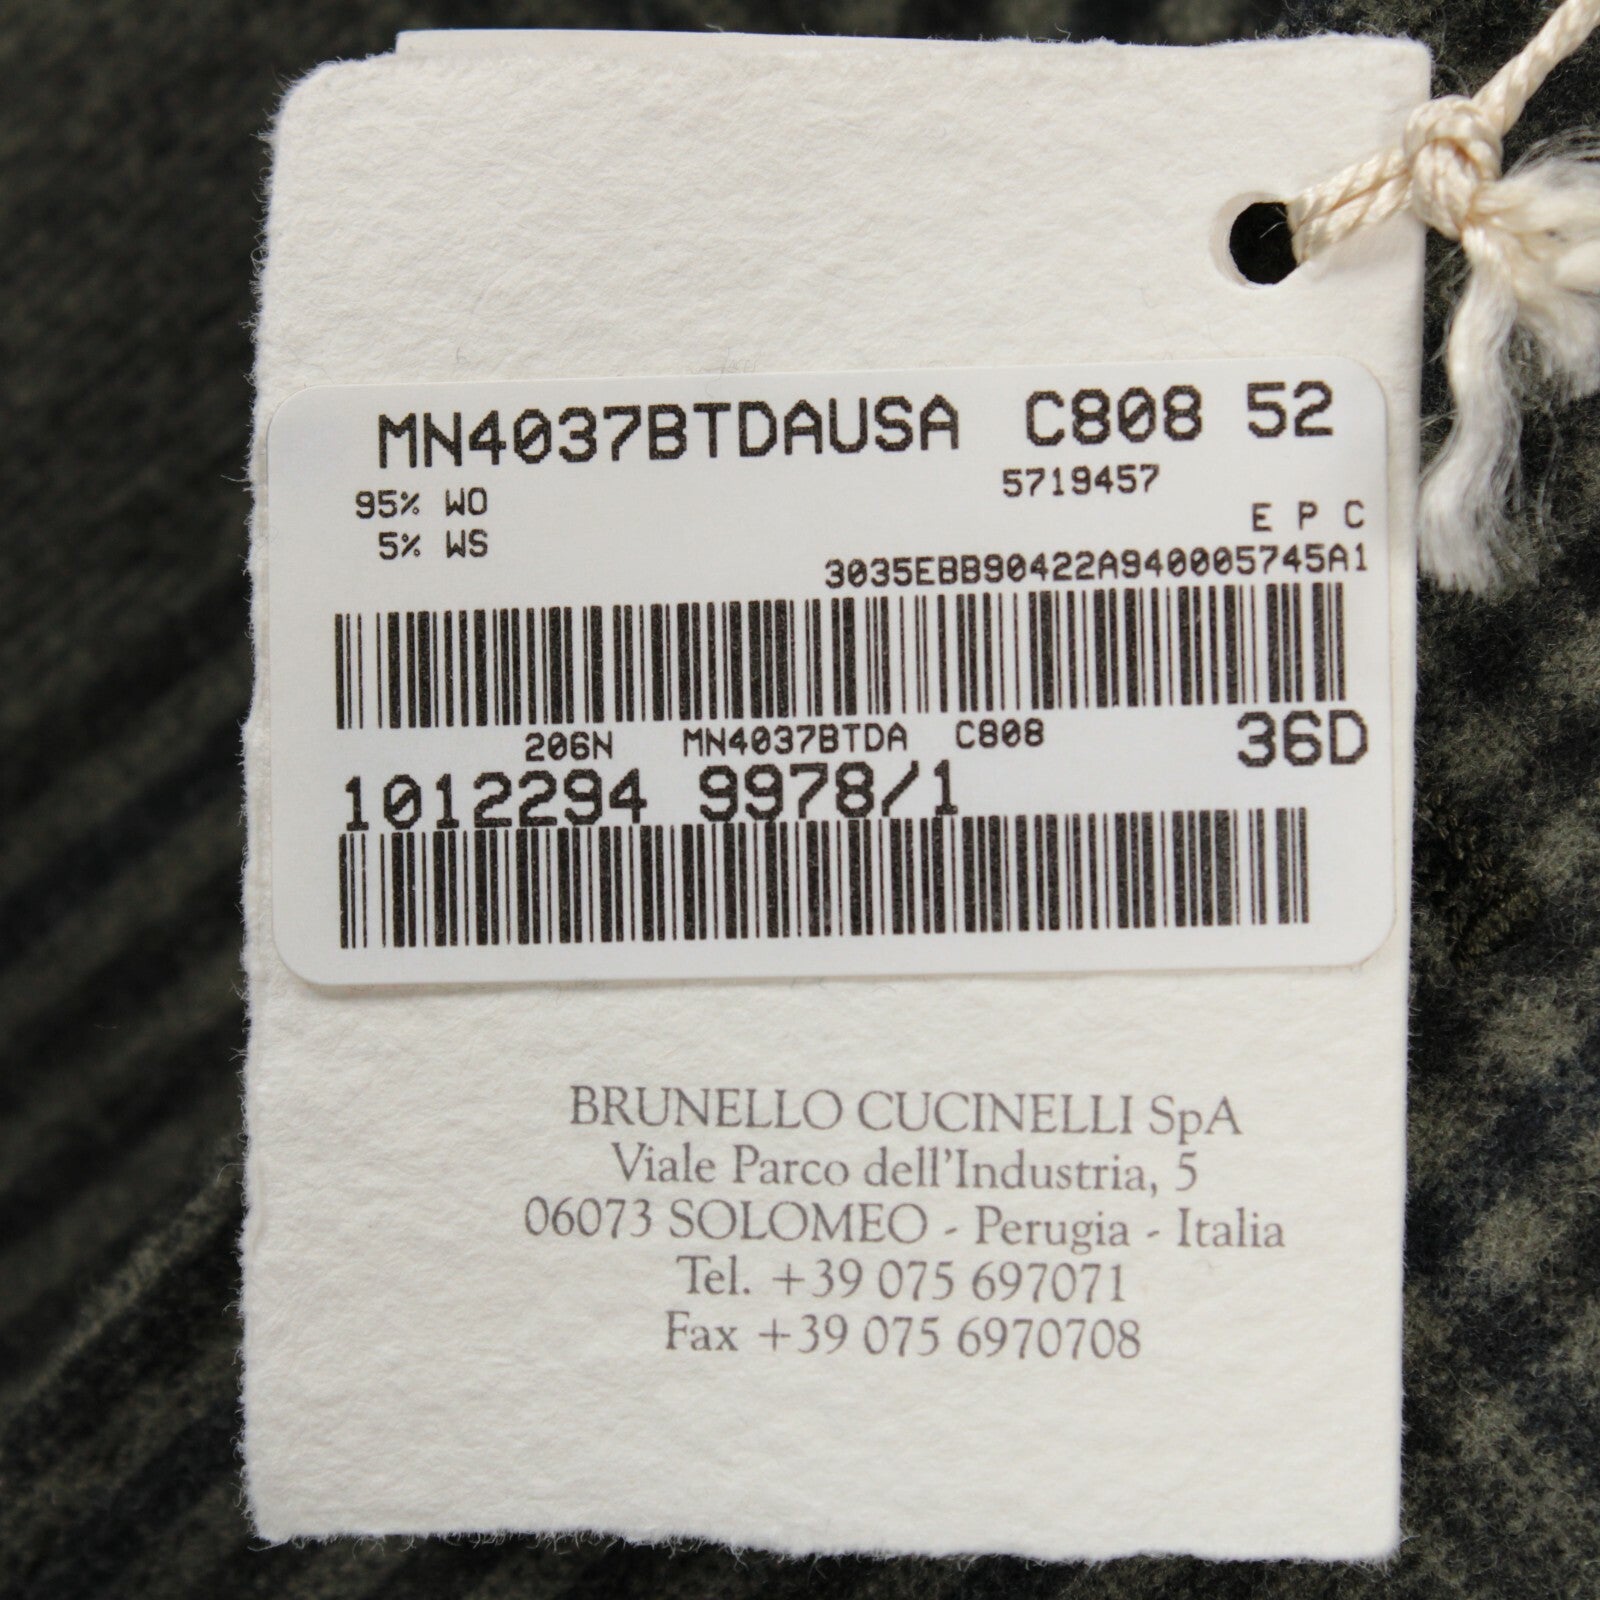 MN4037BTDAUSA C808 52
95% WO 5719457
5% WS E P C
3035EBB90422A940005745A1
206N MN4037BTDA C808 36D
1012294 9978/1
BRUNELLO CUCINELLI SpA
Viale Parco dell'Industria, 5
06073 SOLOMEO - Perugia - Italia
Tel. +39 075 697071
Fax +39 075 6970708